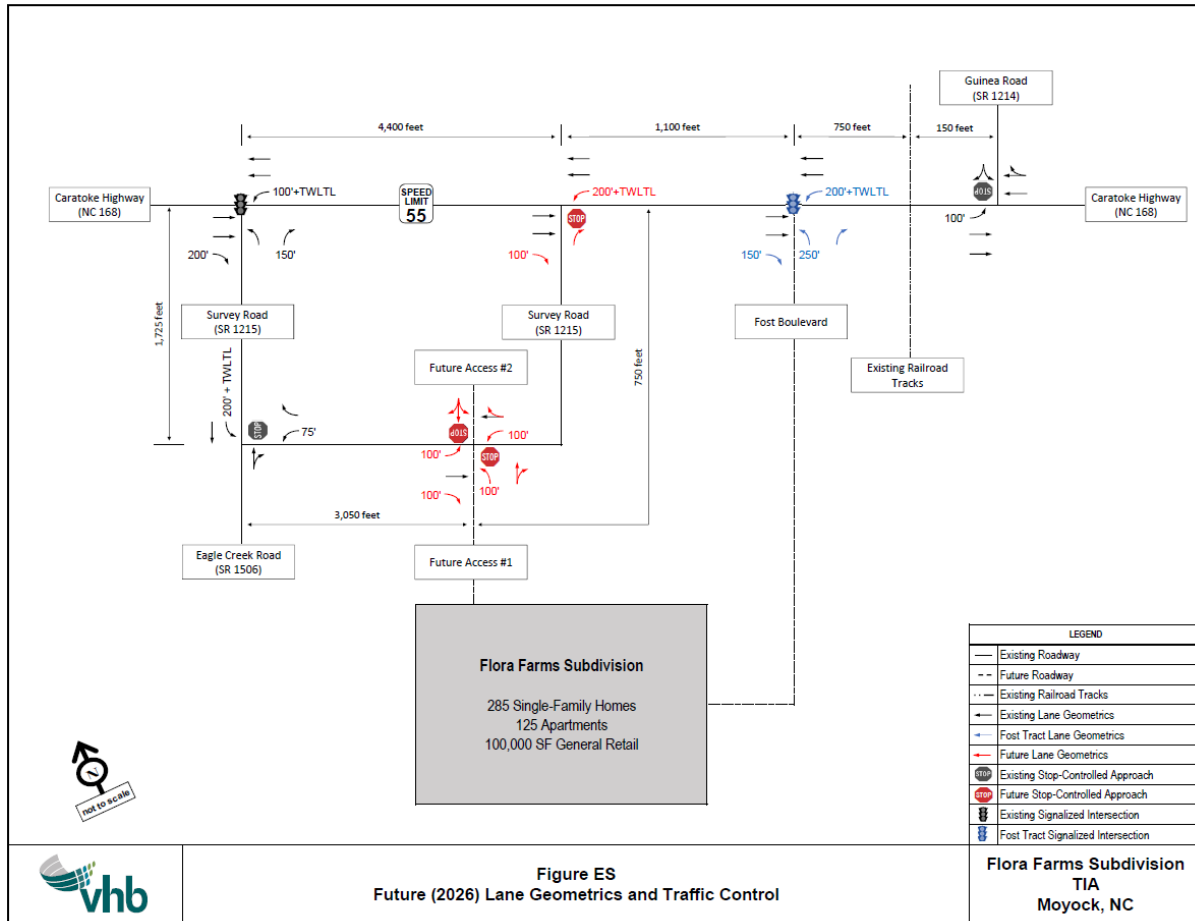 Guinea Road
(SR 1214)
4,400 feet
1,100 feet
750 feet
150 feet
Caratoke Highway
(NC 168)
100'+TWLTL
SPEED
LIMIT
55
200'+TWLTL
200'+TWLTL
STOP
Caratoke Highway
(NC 168)
STOP
100'
200'
150'
100'
150'
250'
1,725 feet
Survey Road
(SR 1215)
Survey Road
(SR 1215)
Fost Boulevard
750 feet
Future Access #2
Existing Railroad
Tracks
200' + TWLTL
STOP
75'
STOP
100'
100'
STOP
100'
100'
3,050 feet
Eagle Creek Road
(SR 1506)
Future Access #1
Flora Farms Subdivision
285 Single-Family Homes
125 Apartments
100,000 SF General Retail
N
not to scale
LEGEND
Existing Roadway
Future Roadway
Existing Railroad Tracks
Existing Lane Geometrics
Fost Tract Lane Geometrics
Future Lane Geometrics
STOP Existing Stop-Controlled Approach
STOP Future Stop-Controlled Approach
Existing Signalized Intersection
Fost Tract Signalized Intersection
vhb
Figure ES
Future (2026) Lane Geometrics and Traffic Control
Flora Farms Subdivision
TIA
Moyock, NC